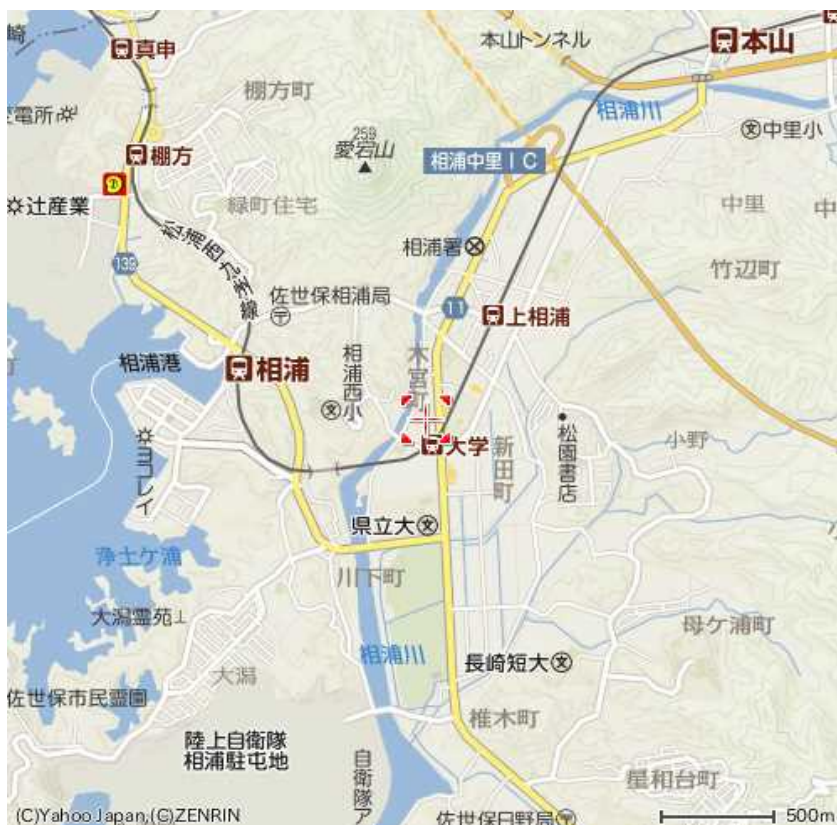 崎
真申
本山トンネル
本山
棚方町
相浦川
変電所
259
愛宕山
中里小
棚方
相浦中里IC
緑町住宅
辻産業
中里
中
松浦西九州線
相浦署
竹辺町
139
佐世保相浦局
11
上相浦
木宮町
相浦港
相浦
相浦西小
町
大学
新田町
松園書店
小野
ヨコレイ
県立大
浄土ケ浦
川下町
大潟霊苑
母ケ浦町
相浦川
長崎短大
大潟
佐世保市民霊園
椎木町
陸上自衛隊
相浦駐屯地
自衛隊ア
星和台町
(C)Yahoo Japan,(C)ZENRIN
佐世保日野局
500m